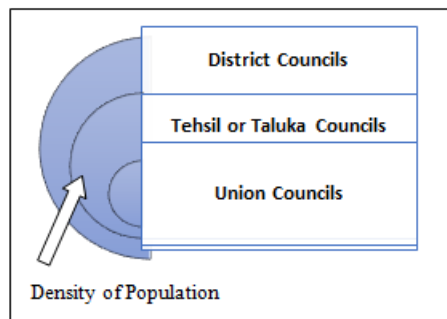 District Councils
Tehsil or Taluka Councils
Union Councils
Density of Population